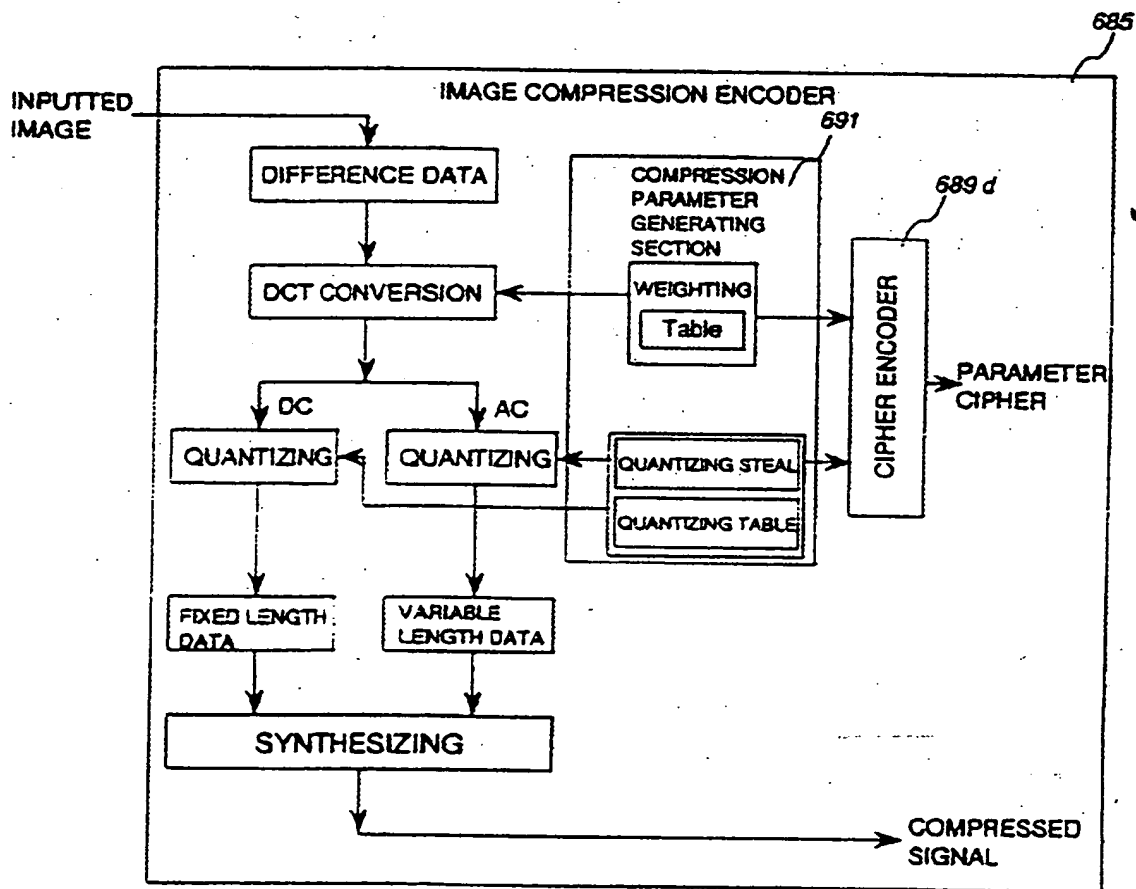 685
IMAGE COMPRESSION ENCODER
INPUTTED
IMAGE
691
DIFFERENCE DATA
COMPRESSION
PARAMETER
GENERATING
SECTION
689 d
DCT CONVERSION
WEIGHTING
Table
CIPHER ENCODER
PARAMETER
CIPHER
DC
AC
QUANTIZING
QUANTIZING
QUANTIZING STEAL
QUANTIZING TABLE
FIXED LENGTH
DATA
VARIABLE
LENGTH DATA
SYNTHESIZING
COMPRESSED
SIGNAL